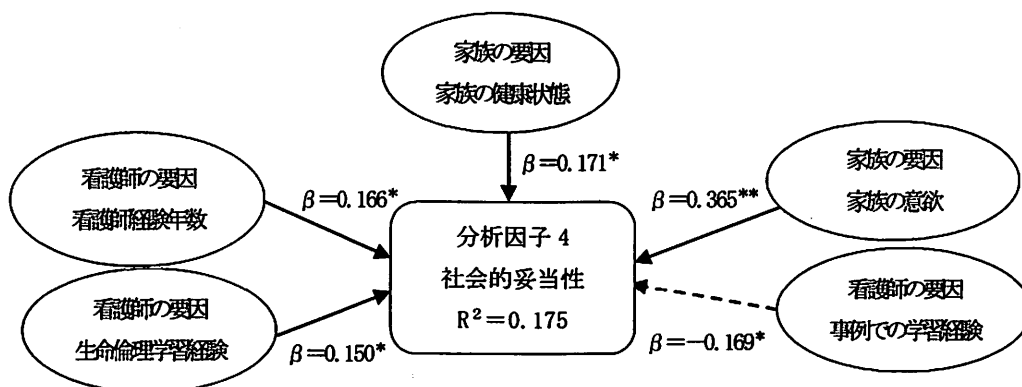 家族の要因
家族の健康状態
β=0.171*
看護師の要因
看護師経験年数
β=0.166*
家族の要因
家族の意欲
β=0.365**
分析因子 4
社会的妥当性
R²=0.175
看護師の要因
生命倫理学習経験
β=0.150*
看護師の要因
事例での学習経験
β=-0.169*